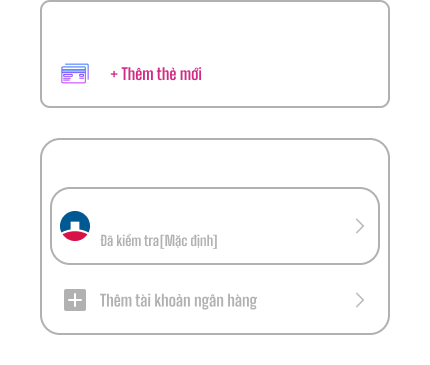 + Thêm thẻ mới
Đã kiểm tra[Mặc định]
Thêm tài khoản ngân hàng